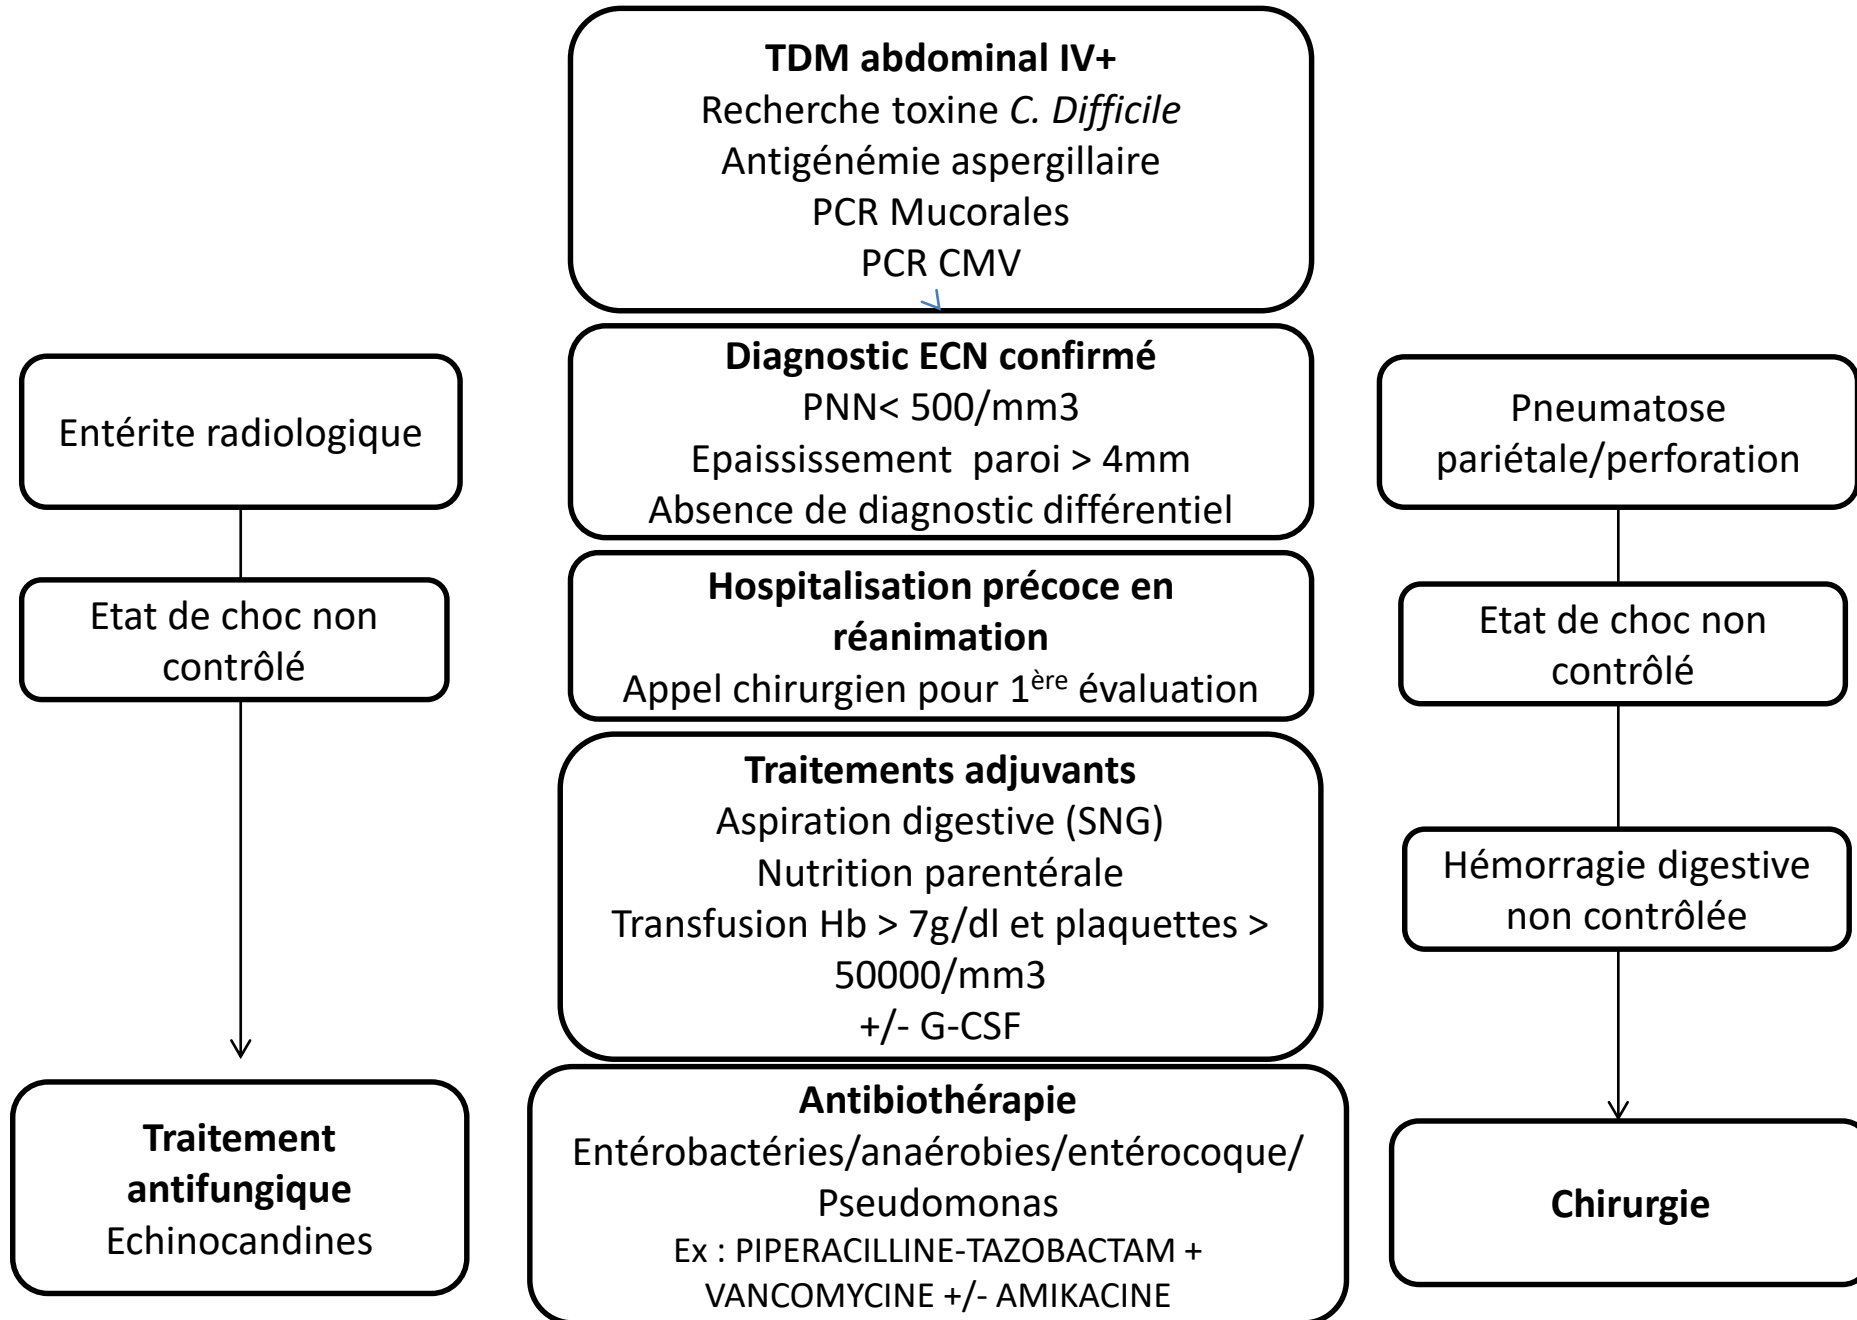 TDM abdominal IV+
Recherche toxine C. Difficile
Antigénémie aspergillaire
PCR Mucorales
PCR CMV
Diagnostic ECN confirmé
PNN< 500/mm3
Epaississement paroi > 4mm
Absence de diagnostic différentiel
Hospitalisation précoce en
réanimation
Appel chirurgien pour 1ère évaluation
Traitements adjuvants
Aspiration digestive (SNG)
Nutrition parentérale
Transfusion Hb > 7g/dl et plaquettes >
50000/mm3
+/- G-CSF
Antibiothérapie
Entérobactéries/anaérobies/entérocoque/
Pseudomonas
Ex : PIPERACILLINE-TAZOBACTAM +
VANCOMYCINE +/- AMIKACINE
Entérite radiologique
Etat de choc non
contrôlé
Traitement
antifungique
Echinocandines
Pneumatose
pariétale/perforation
Etat de choc non
contrôlé
Hémorragie digestive
non contrôlée
Chirurgie